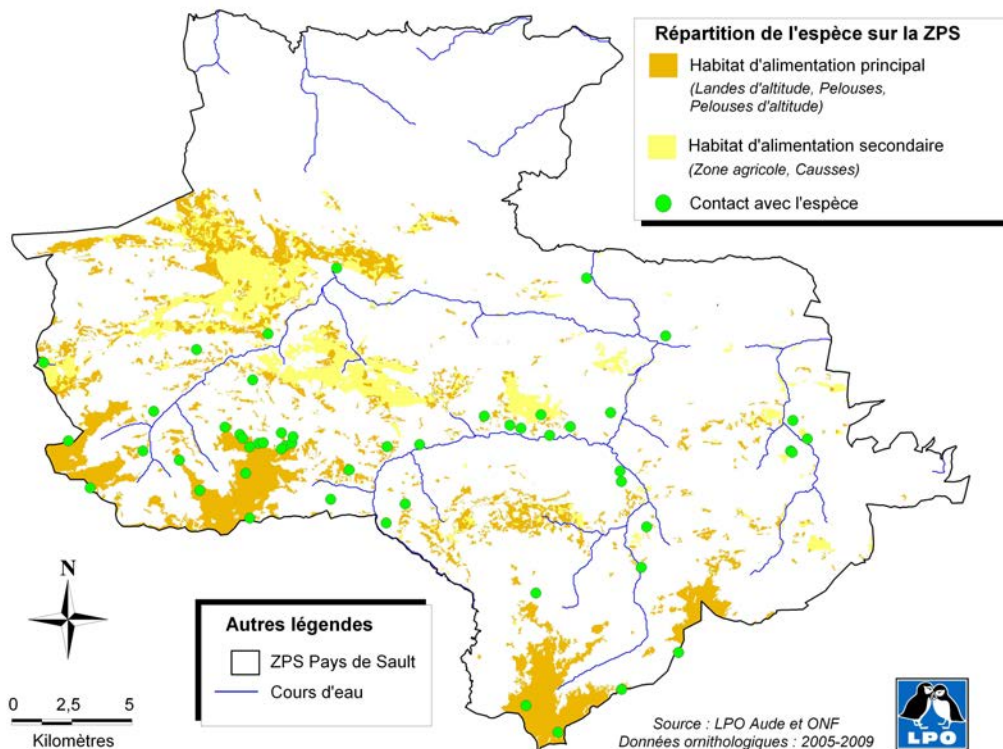 Répartition de l'espèce sur la ZPS
Habitat d'alimentation principal
(Landes d'altitude, Pelouses,
Pelouses d'altitude)
Habitat d'alimentation secondaire
(Zone agricole, Causses)
Contact avec l'espèce
N
Autres légendes
ZPS Pays de Sault
Cours d'eau
0 2,5 5
Kilomètres
Source : LPO Aude et ONF
Données ornithologiques : 2005-2009
LPO